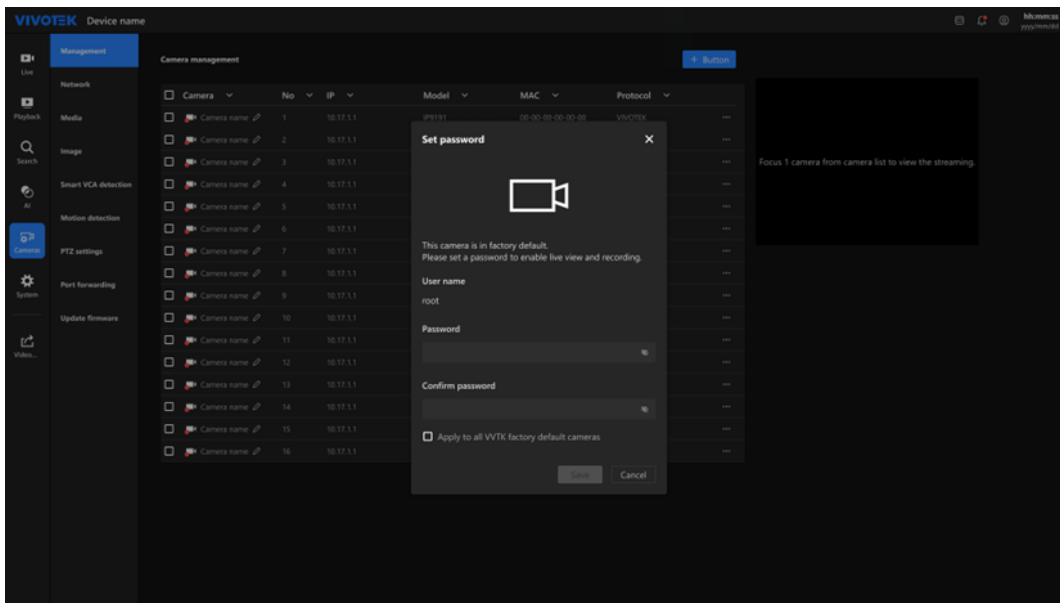 VIVOTEK Device name
hh:mm:ss
yyyy/mm/dd
Live
Playback
Search
AI
Cameras
System
Video...
Management
Network
Media
Image
Smart VCA detection
Motion detection
PTZ settings
Port forwarding
Update firmware
Camera management
+ Button
Camera No IP Model MAC Protocol
Camera name 1 10.17.1.1 IP9191 00-00-00-00-00-00 VIVOTEK ...
Camera name 2 10.17.1.1 ...
Camera name 3 10.17.1.1 ...
Camera name 4 10.17.1.1 ...
Camera name 5 10.17.1.1 ...
Camera name 6 10.17.1.1 ...
Camera name 7 10.17.1.1 ...
Camera name 8 10.17.1.1 ...
Camera name 9 10.17.1.1 ...
Camera name 10 10.17.1.1 ...
Camera name 11 10.17.1.1 ...
Camera name 12 10.17.1.1 ...
Camera name 13 10.17.1.1 ...
Camera name 14 10.17.1.1 ...
Camera name 15 10.17.1.1 ...
Camera name 16 10.17.1.1 ...
Set password
This camera is in factory default.
Please set a password to enable live view and recording.
User name
root
Password
Confirm password
Apply to all VVTK factory default cameras
Save Cancel
Focus 1 camera from camera list to view the streaming.